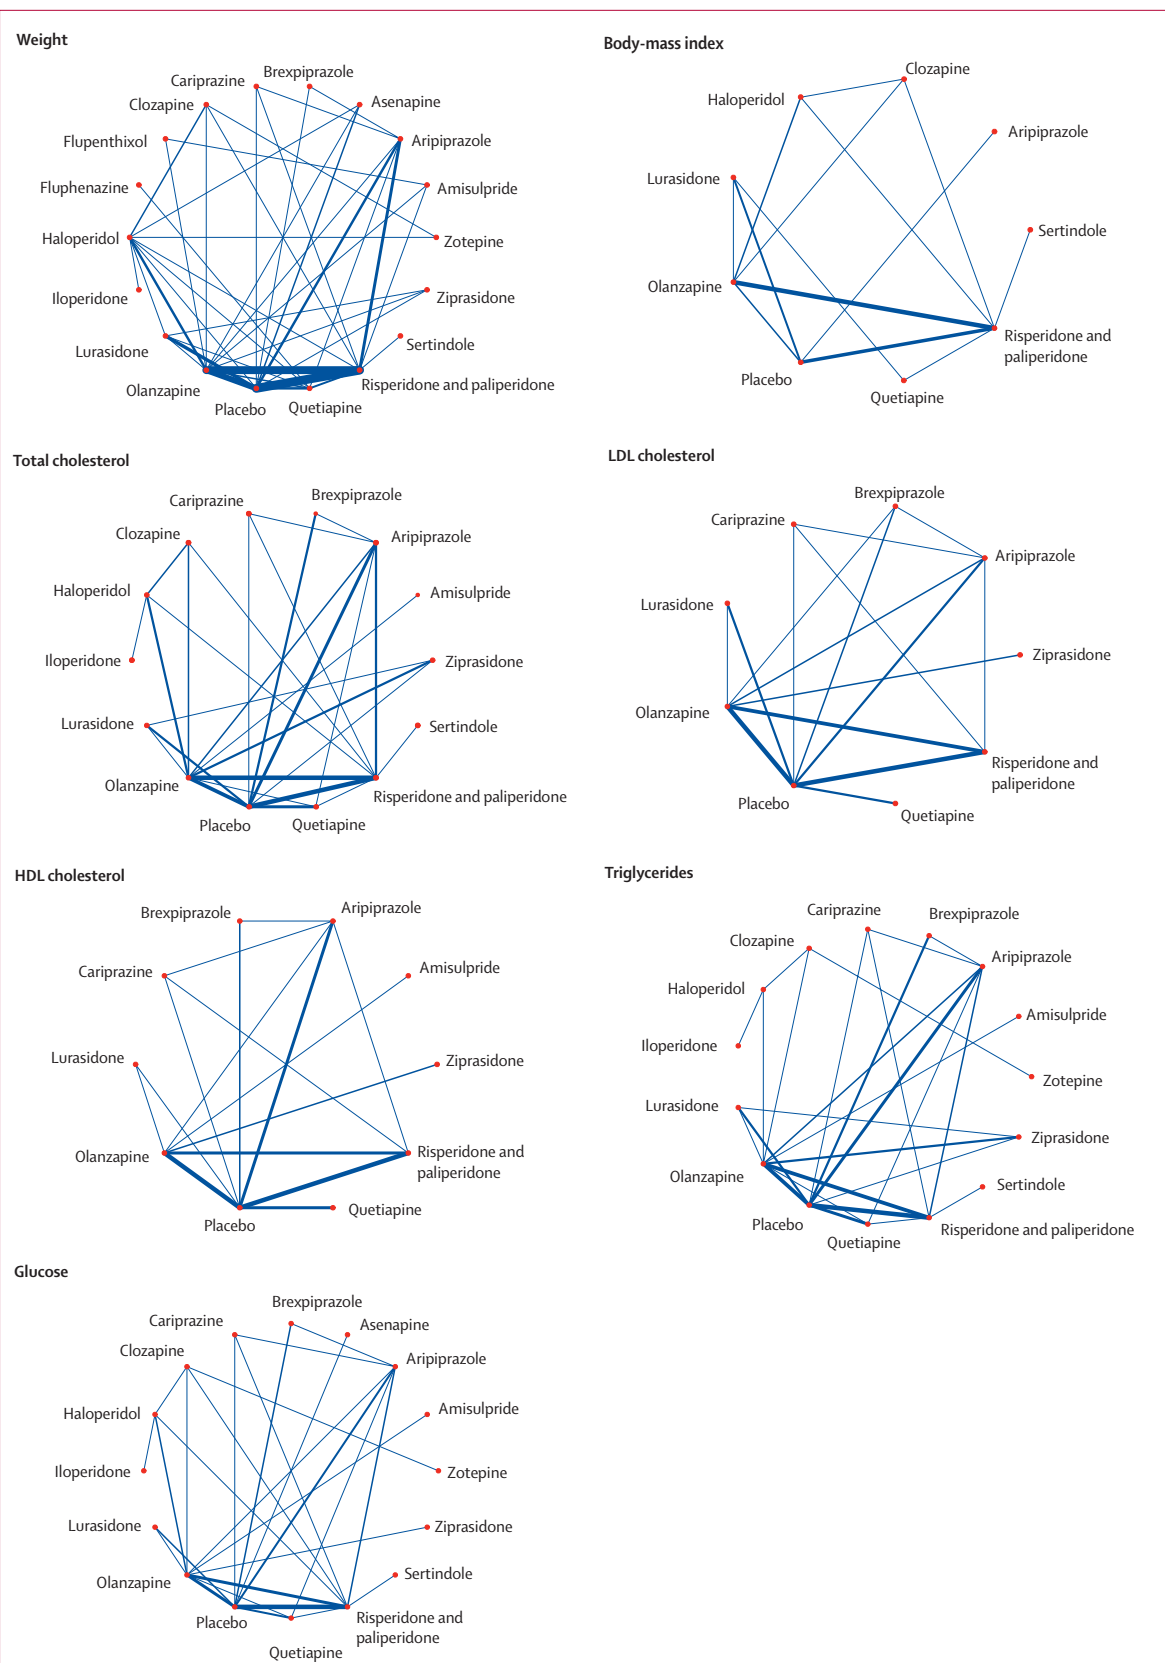 Weight
Cariprazine
Brexpiprazole
Clozapine
Asenapine
Flupenthixol
Aripiprazole
Fluphenazine
Amisulpride
Haloperidol
Zotepine
Iloperidone
Ziprasidone
Lurasidone
Sertindole
Olanzapine
Risperidone and paliperidone
Placebo
Quetiapine
Body-mass index
Clozapine
Haloperidol
Aripiprazole
Lurasidone
Sertindole
Olanzapine
Risperidone and
paliperidone
Placebo
Quetiapine
Total cholesterol
Cariprazine
Brexpiprazole
Clozapine
Aripiprazole
Haloperidol
Amisulpride
Iloperidone
Ziprasidone
Lurasidone
Sertindole
Olanzapine
Risperidone and paliperidone
Placebo
Quetiapine
LDL cholesterol
Brexpiprazole
Cariprazine
Aripiprazole
Lurasidone
Ziprasidone
Olanzapine
Risperidone and
paliperidone
Placebo
Quetiapine
HDL cholesterol
Brexpiprazole
Aripiprazole
Cariprazine
Amisulpride
Lurasidone
Ziprasidone
Olanzapine
Risperidone and
paliperidone
Placebo
Quetiapine
Triglycerides
Cariprazine
Brexpiprazole
Clozapine
Aripiprazole
Haloperidol
Amisulpride
Iloperidone
Zotepine
Lurasidone
Ziprasidone
Olanzapine
Sertindole
Placebo
Risperidone and paliperidone
Quetiapine
Glucose
Brexpiprazole
Cariprazine
Asenapine
Clozapine
Aripiprazole
Haloperidol
Amisulpride
Iloperidone
Zotepine
Lurasidone
Ziprasidone
Olanzapine
Sertindole
Placebo
Risperidone and
paliperidone
Quetiapine